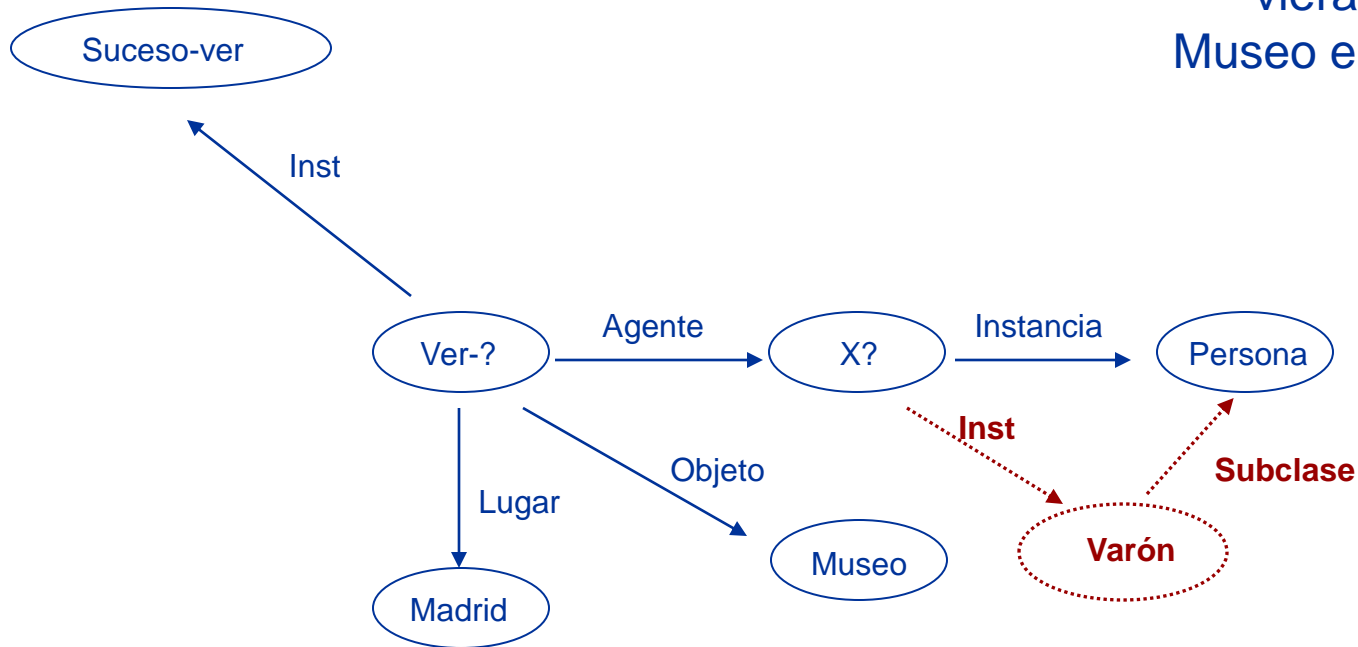 Museo e
Suceso-ver
Inst
Ver-?
Agente
X?
Instancia
Persona
Inst
Subclase
Objeto
Lugar
Varón
Museo
Madrid